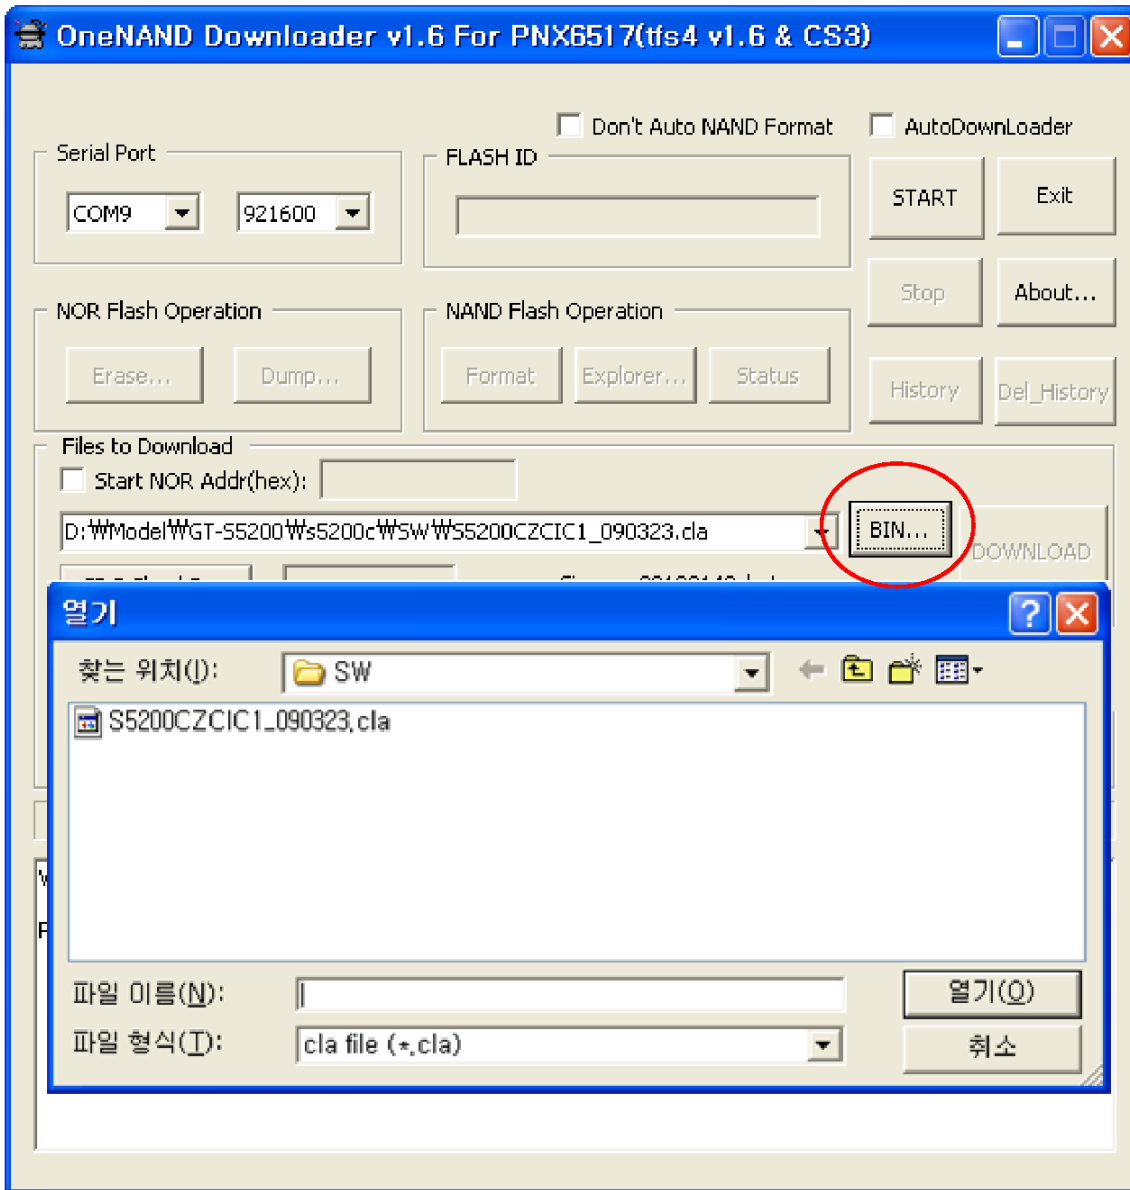 OneNAND Downloader v1.6 For PNX6517(tfs4 v1.6 & CS3)
Don't Auto NAND Format
AutoDownLoader
Serial Port
FLASH ID
COM9
921600
START
Exit
Stop
About...
NOR Flash Operation
NAND Flash Operation
Erase...
Dump...
Format
Explorer...
Status
History
Del_History
Files to Download
Start NOR Addr(hex):
D:₩Model₩GT-S5200₩s5200c₩SW₩S5200CZCIC1_090323.cla
BIN...
DOWNLOAD
열기
찾는 위치(I):
SW
S5200CZCIC1_090323.cla
파일 이름(N):
열기(O)
파일 형식(T):
cla file (*.cla)
취소